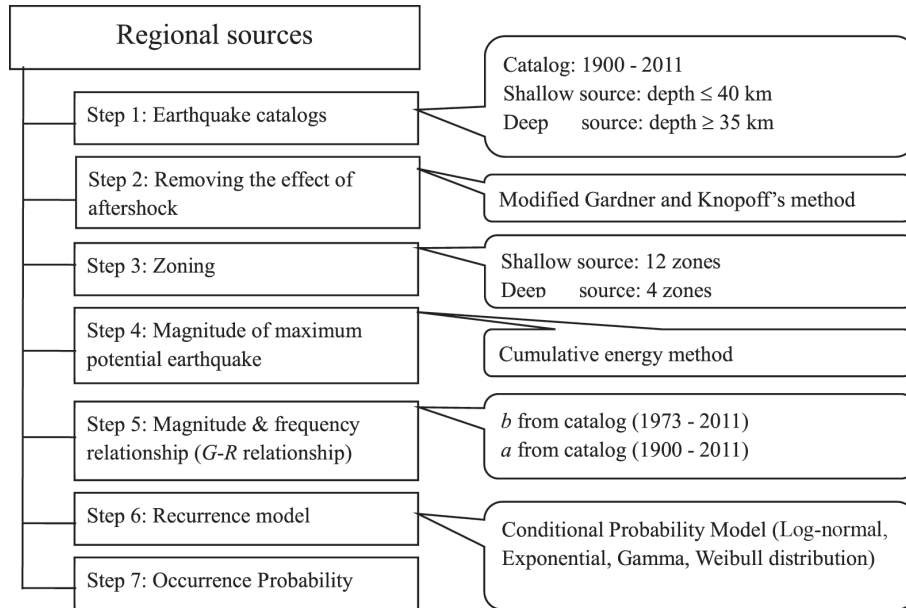 Regional sources
Step 1: Earthquake catalogs
Catalog: 1900 - 2011
Shallow source: depth ≤ 40 km
Deep source: depth ≥ 35 km
Step 2: Removing the effect of
aftershock
Modified Gardner and Knopoff’s method
Step 3: Zoning
Shallow source: 12 zones
Deep source: 4 zones
Step 4: Magnitude of maximum
potential earthquake
Cumulative energy method
Step 5: Magnitude & frequency
relationship (G-R relationship)
b from catalog (1973 - 2011)
a from catalog (1900 - 2011)
Step 6: Recurrence model
Conditional Probability Model (Log-normal,
Exponential, Gamma, Weibull distribution)
Step 7: Occurrence Probability